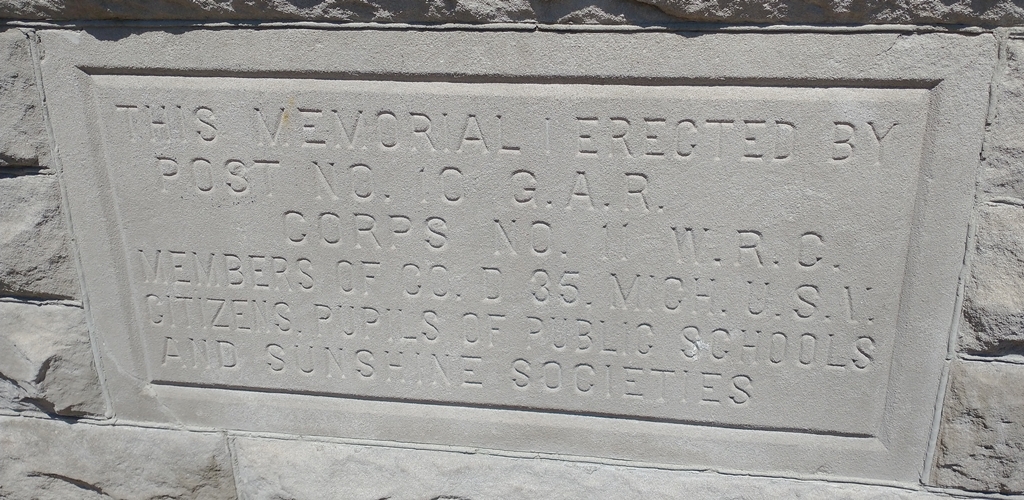 THIS MEMORIAL IS ERECTED BY
POST NO. 10 G.A.R.
CORPS NO. 11 W.R.C.
MEMBERS OF CO. D 35. MICH. U.S.V.
CITIZENS. PUPILS OF PUBLIC SCHOOLS
AND SUNSHINE SOCIETIES